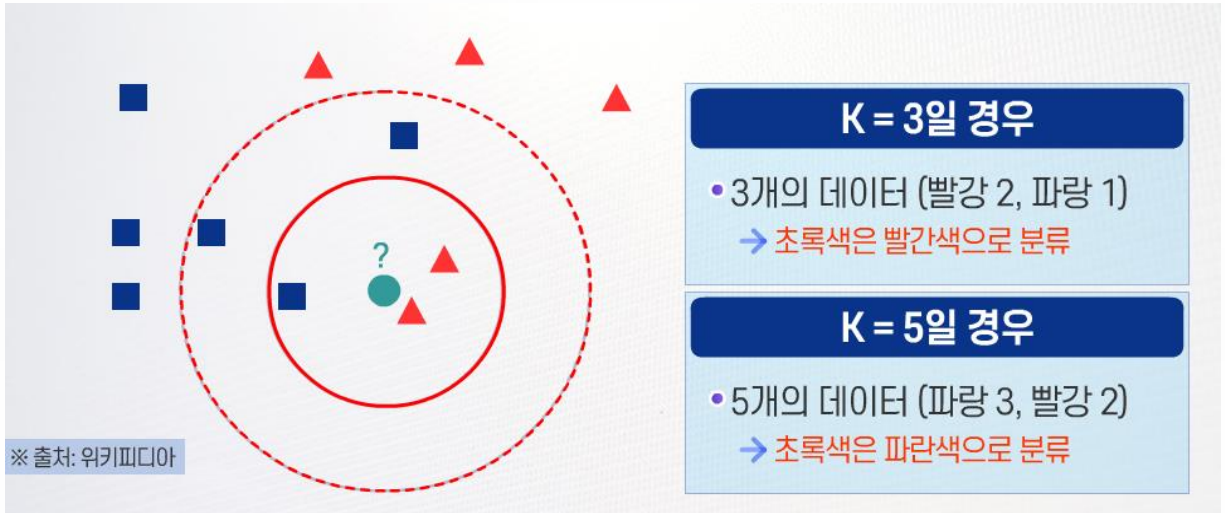 ?
K = 3일 경우
• 3개의 데이터 (빨강 2, 파랑 1)
→ 초록색은 빨간색으로 분류
K = 5일 경우
• 5개의 데이터 (파랑 3, 빨강 2)
→ 초록색은 파란색으로 분류
※ 출처: 위키피디아